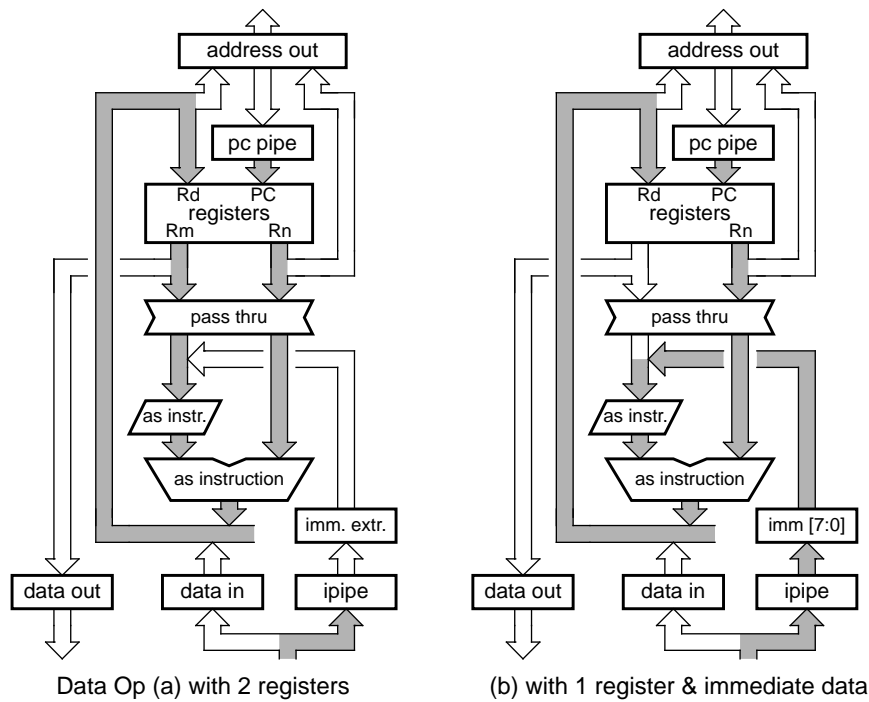 address out
pc pipe
Rd PC
registers
Rm Rn
pass thru
as instr.
as instruction
imm. extr.
data out
data in
ipipe
Data Op (a) with 2 registers
address out
pc pipe
Rd PC
registers
Rn
pass thru
as instr.
as instruction
imm [7:0]
data out
data in
ipipe
(b) with 1 register & immediate data